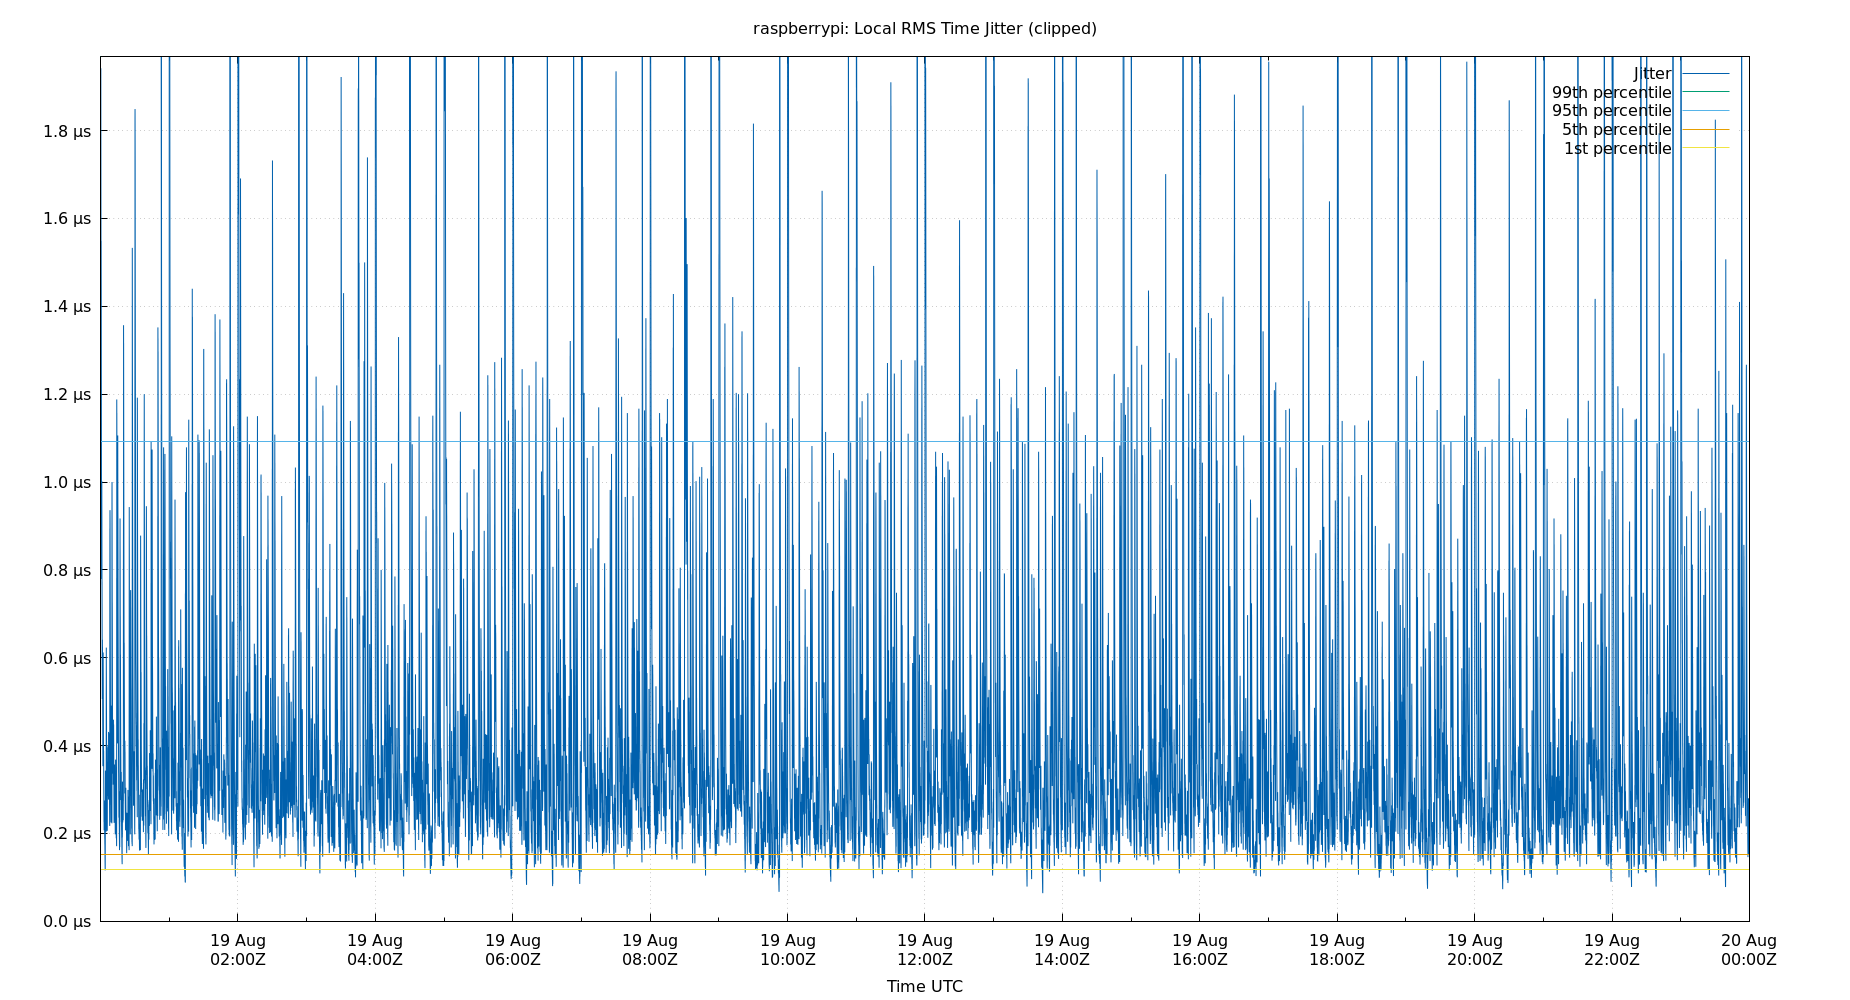 raspberrypi: Local RMS Time Jitter (clipped)
Jitter
99th percentile
95th percentile
5th percentile
1st percentile
1.8 μs
1.6 μs
1.4 μs
1.2 μs
1.0 μs
0.8 μs
0.6 μs
0.4 μs
0.2 μs
0.0 μs
19 Aug 19 Aug 19 Aug 19 Aug 19 Aug 19 Aug 19 Aug 19 Aug 19 Aug 19 Aug 19 Aug 20 Aug
02:00Z 04:00Z 06:00Z 08:00Z 10:00Z 12:00Z 14:00Z 16:00Z 18:00Z 20:00Z 22:00Z 00:00Z
Time UTC